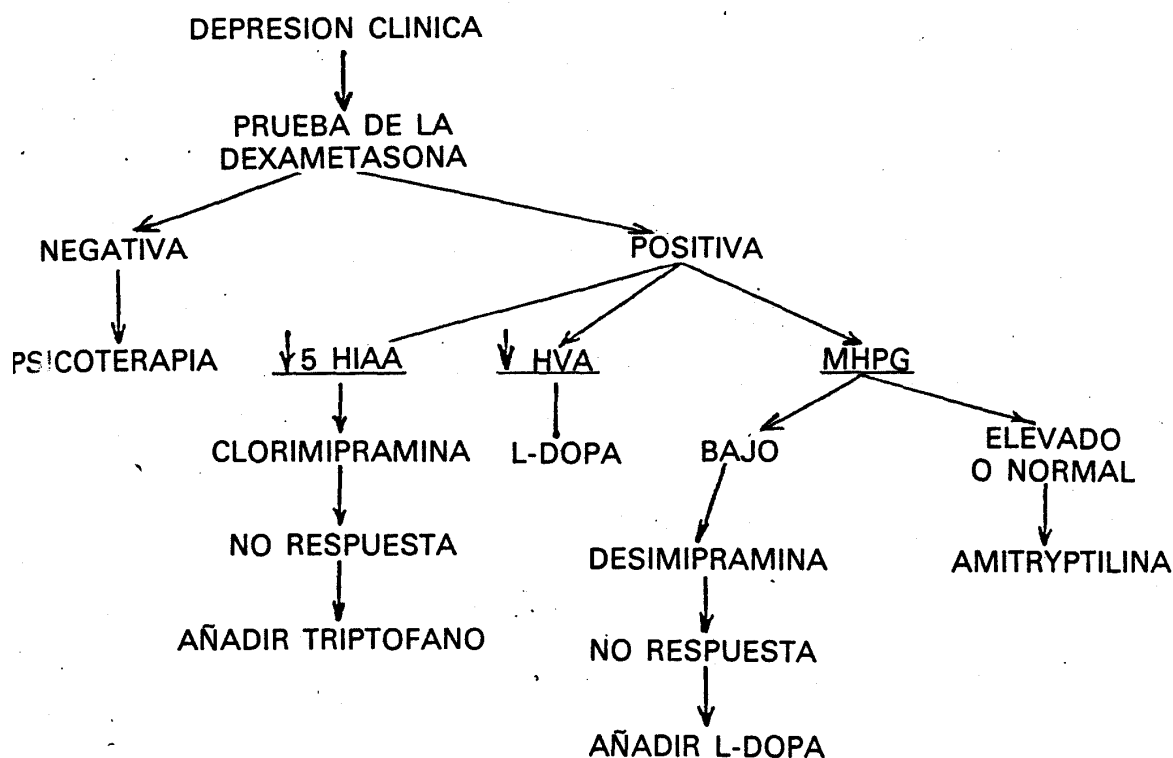 DEPRESION CLINICA
PRUEBA DE LA
DEXAMETASONA
NEGATIVA
POSITIVA
PSICOTERAPIA
5 HIAA
HVA
MHPG
CLORIMIPRAMINA
L-DOPA
BAJO
ELEVADO
O NORMAL
NO RESPUESTA
DESIMIPRAMINA
AMITRYPTILINA
AÑADIR TRIPTOFANO
NO RESPUESTA
AÑADIR L-DOPA